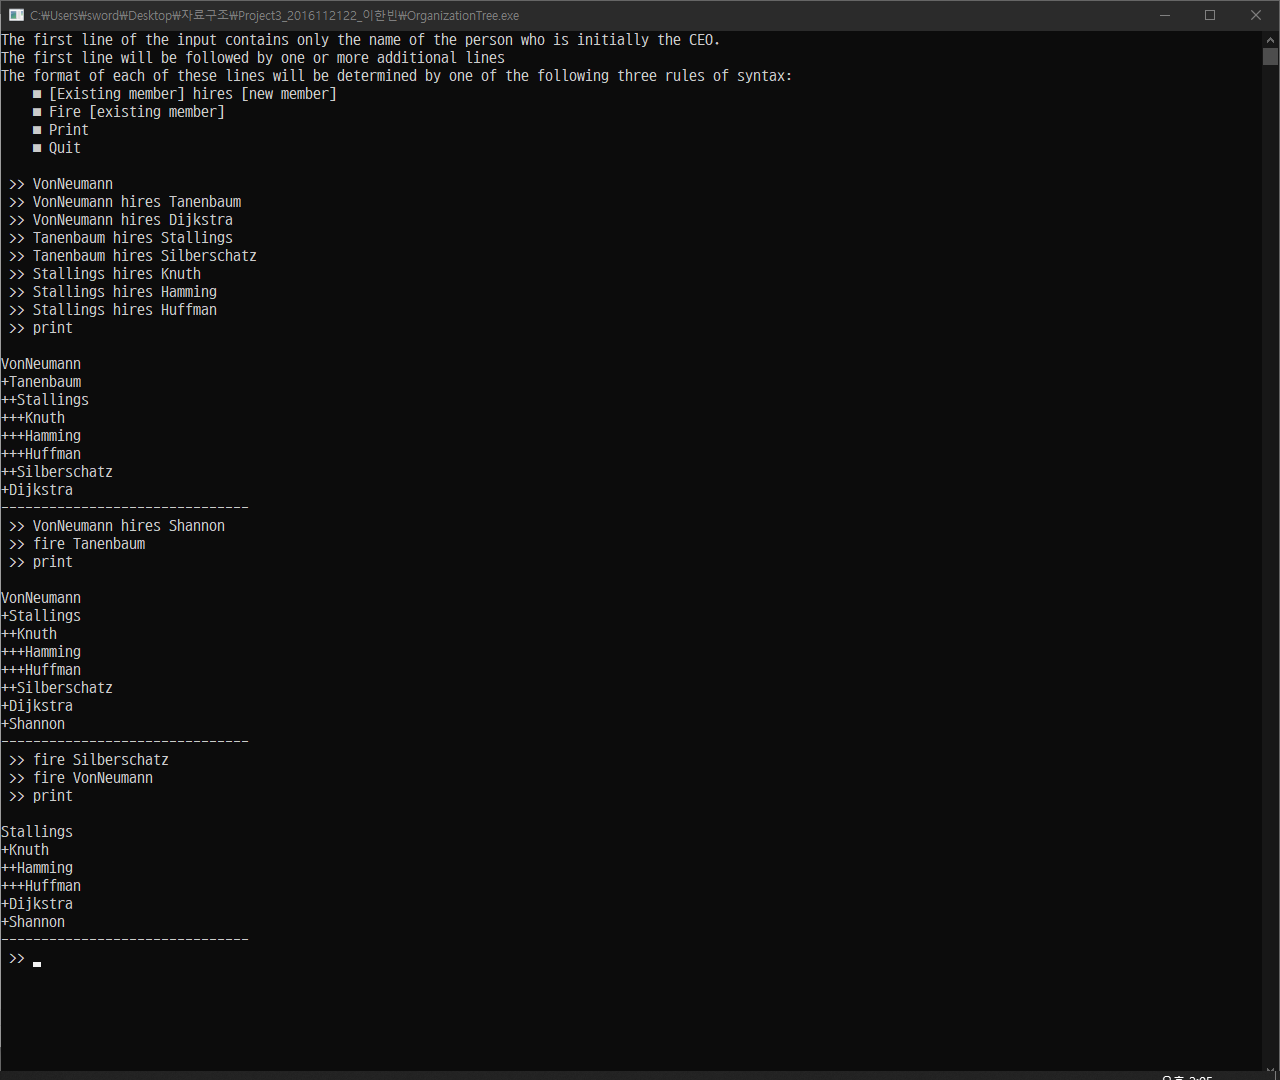 C:₩Users₩sword₩Desktop₩자료구조₩Project3_2016112122_이한빈₩OrganizationTree.exe
The first line of the input contains only the name of the person who is initially the CEO.
The first line will be followed by one or more additional lines
The format of each of these lines will be determined by one of the following three rules of syntax:
■ [Existing member] hires [new member]
■ Fire [existing member]
■ Print
■ Quit
>> VonNeumann
>> VonNeumann hires Tanenbaum
>> VonNeumann hires Dijkstra
>> Tanenbaum hires Stallings
>> Tanenbaum hires Silberschatz
>> Stallings hires Knuth
>> Stallings hires Hamming
>> Stallings hires Huffman
>> print
VonNeumann
+Tanenbaum
++Stallings
+++Knuth
+++Hamming
+++Huffman
++Silberschatz
+Dijkstra
-------------------------------
>> VonNeumann hires Shannon
>> fire Tanenbaum
>> print
VonNeumann
+Stallings
++Knuth
+++Hamming
+++Huffman
++Silberschatz
+Dijkstra
+Shannon
-------------------------------
>> fire Silberschatz
>> fire VonNeumann
>> print
Stallings
+Knuth
++Hamming
+++Huffman
+Dijkstra
+Shannon
-------------------------------
>>